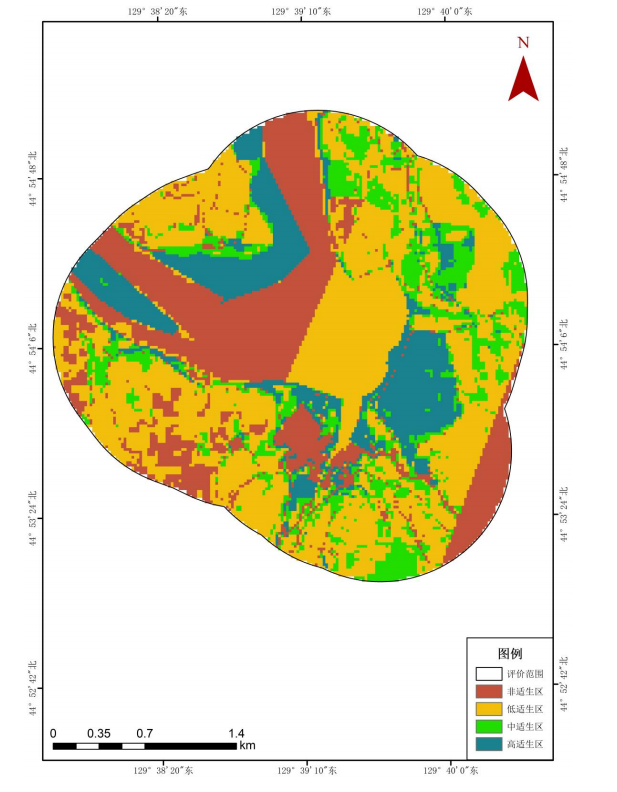 129° 38′20″东 129° 39′10″东 129° 40′0″东
N
44° 54′48″北
44° 54′48″北
44° 54′6″北
44° 54′6″北
44° 53′24″北
44° 53′24″北
44° 52′42″北
44° 52′42″北
图例
评价范围
非适生区
低适生区
中适生区
高适生区
0 0.35 0.7 1.4
km
129° 38′20″东 129° 39′10″东 129° 40′0″东